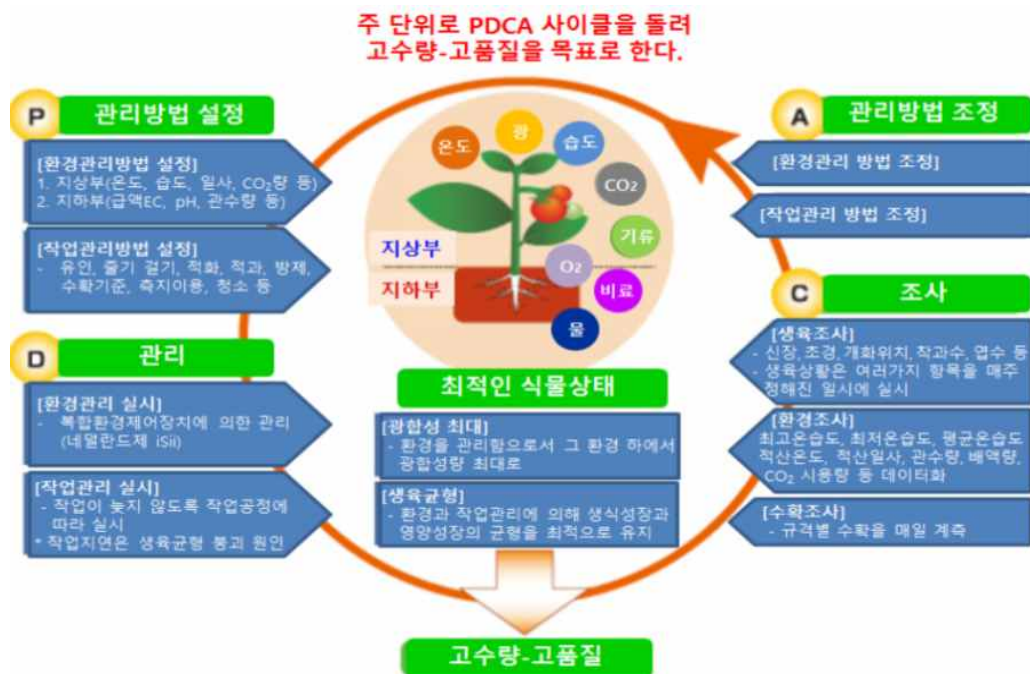 주 단위로 PDCA 사이클을 돌려
고수량-고품질을 목표로 한다.
P
관리방법 설정
[환경관리방법 설정]
1. 지상부(온도, 습도, 일사, CO₂량 등)
2. 지하부(급액EC, pH, 관수량 등)
[작업관리방법 설정]
- 유인, 줄기 걸기, 적화, 적과, 방제,
수확기준, 측지이용, 청소 등
D
관리
[환경관리 실시]
- 복합환경제어장치에 의한 관리
(네덜란드제 iSii)
[작업관리 실시]
- 작업이 늦지 않도록 작업공정에
따라 실시
* 작업지연은 생육균형 붕괴 원인
온도
광
습도
CO₂
기류
O₂
비료
물
지상부
지하부
최적인 식물상태
[광합성 최대]
- 환경을 관리함으로서 그 환경 하에서
광합성량 최대로
[생육균형]
- 환경과 작업관리에 의해 생식성장과
영양성장의 균형을 최적으로 유지
고수량-고품질
A
관리방법 조정
[환경관리 방법 조정]
[작업관리 방법 조정]
C
조사
[생육조사]
- 신장, 초경, 개화위치, 착과수, 엽수 등
- 생육상황은 여러가지 항목을 매주
정해진 일시에 실시
[환경조사]
최고온습도, 최저온습도, 평균온습도
적산온도, 적산일사, 관수량, 배액량,
CO₂ 시용량 등 데이터화
[수확조사]
- 규격별 수확을 매일 계측